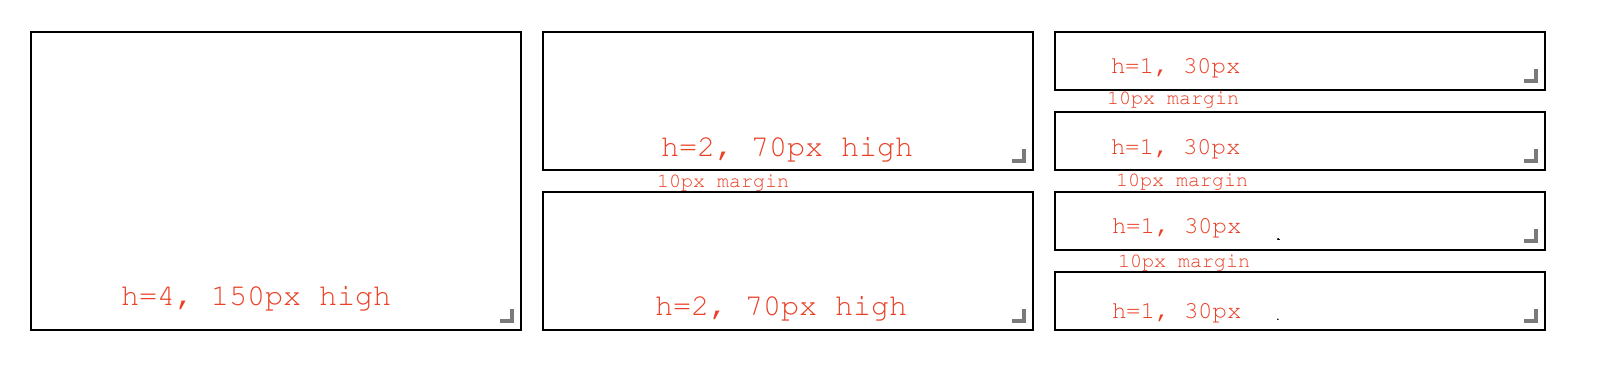 h=4, 150px high
h=2, 70px high
10px margin
h=2, 70px high
h=1, 30px
10px margin
h=1, 30px
10px margin
h=1, 30px
10px margin
h=1, 30px